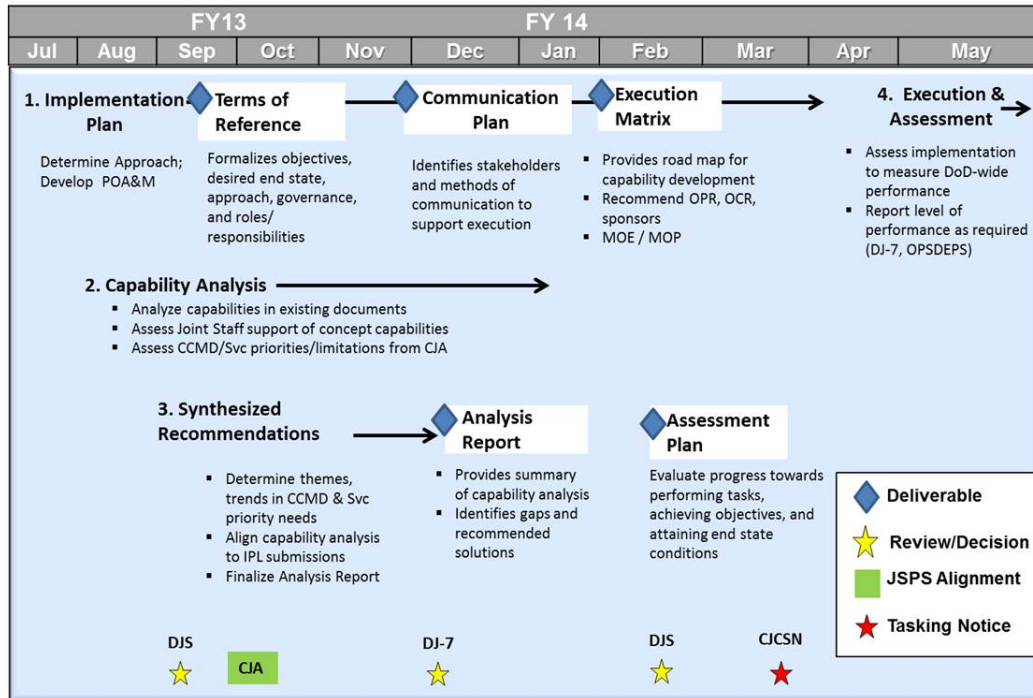 FY13 FY 14
Jul Aug Sep Oct Nov Dec Jan Feb Mar Apr May
1. Implementation
Plan
Determine Approach;
Develop POA&M
Terms of
Reference
Formalizes objectives,
desired end state,
approach, governance,
and roles/
responsibilities
Communication
Plan
Identifies stakeholders
and methods of
communication to
support execution
Execution
Matrix
▪ Provides road map for
capability development
▪ Recommend OPR, OCR,
sponsors
▪ MOE / MOP
4. Execution &
Assessment
▪ Assess implementation
to measure DoD-wide
performance
▪ Report level of
performance as required
(DJ-7, OPSDEPS)
2. Capability Analysis
▪ Analyze capabilities in existing documents
▪ Assess Joint Staff support of concept capabilities
▪ Assess CCMD/Svc priorities/limitations from CJA
3. Synthesized
Recommendations
▪ Determine themes,
trends in CCMD & Svc
priority needs
▪ Align capability analysis
to IPL submissions
▪ Finalize Analysis Report
Analysis
Report
▪ Provides summary
of capability analysis
▪ Identifies gaps and
recommended
solutions
Assessment
Plan
Evaluate progress towards
performing tasks,
achieving objectives, and
attaining end state
conditions
Deliverable
Review/Decision
JSPS Alignment
Tasking Notice
DJS
CJA
DJ-7
DJS
CJCSN